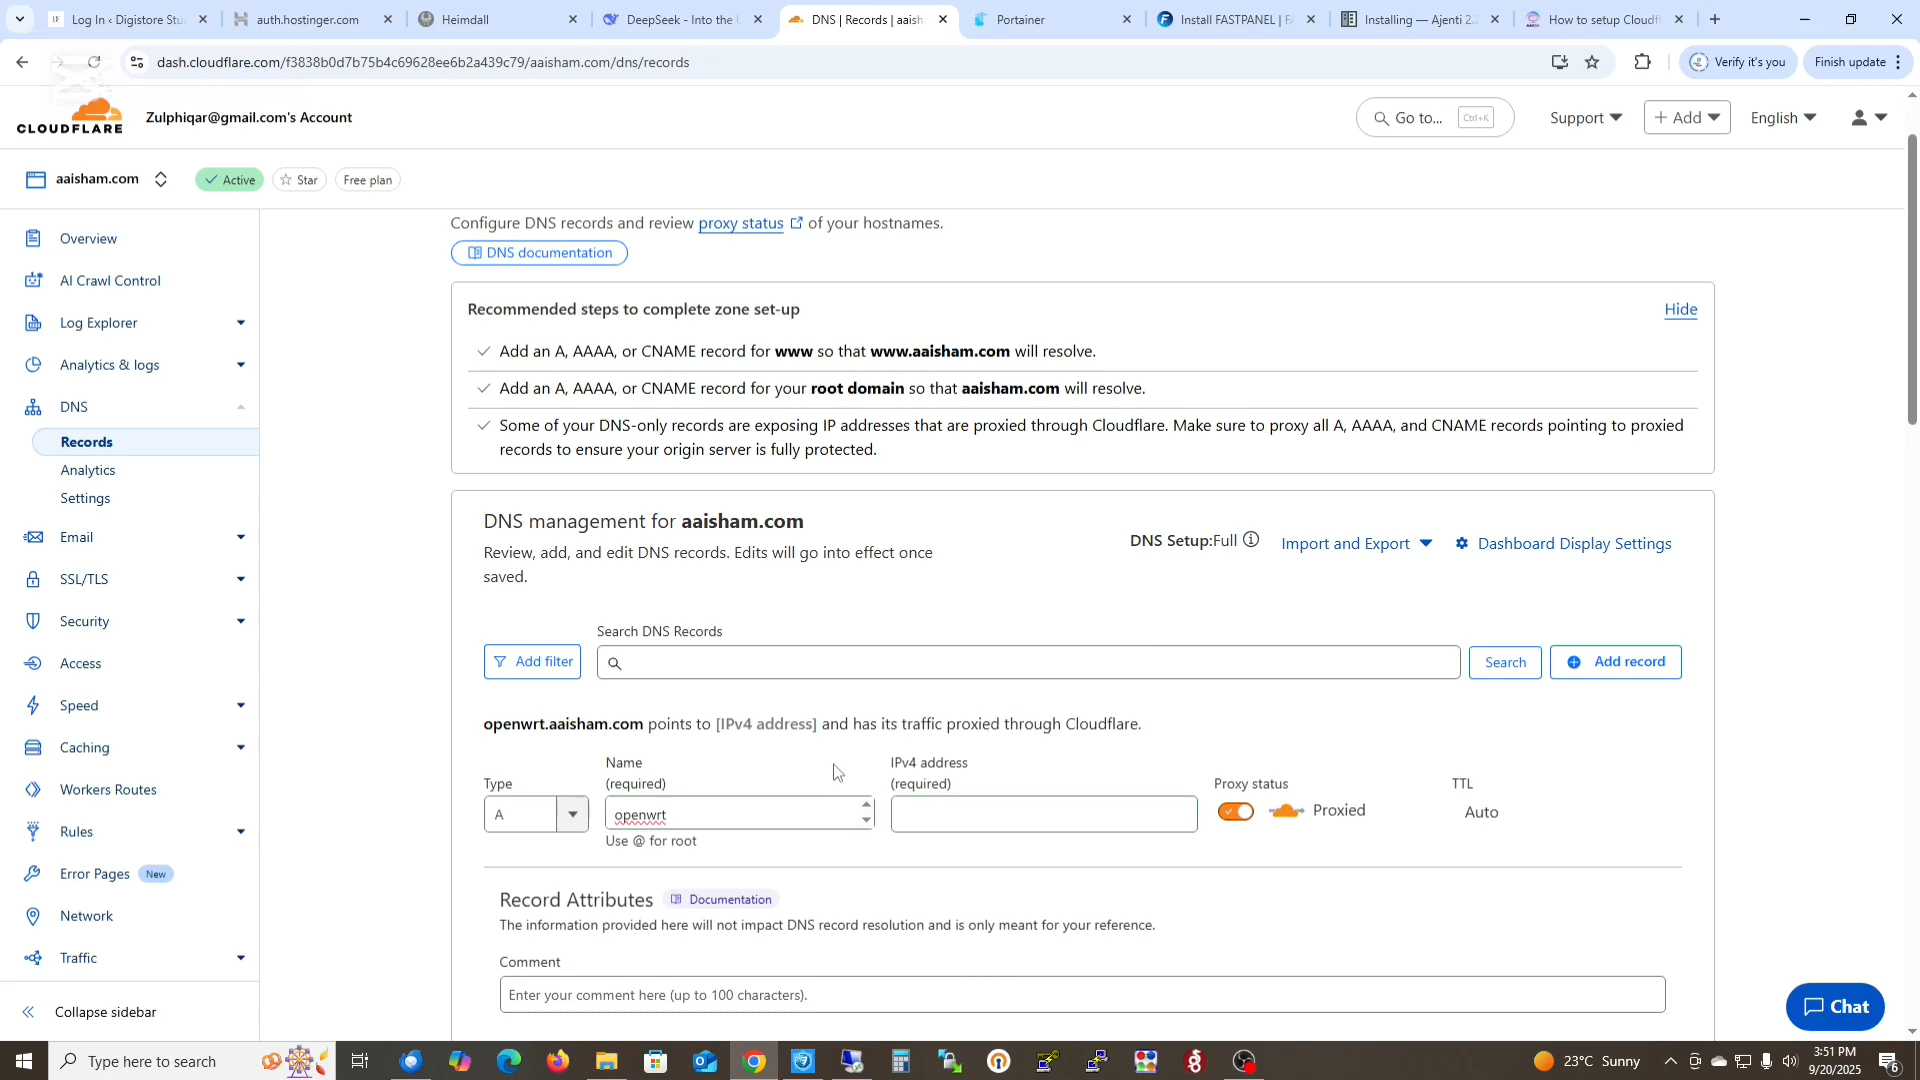 Log In ‹ Digistore Stu
auth.hostinger.com
Heimdall
DeepSeek - Into the
DNS | Records | aaish
Portainer
Install FASTPANEL | F
Installing — Ajenti 2.
How to setup Cloudf
dash.cloudflare.com/f3838b0d7b75b4c69628ee6b2a439c79/aaisham.com/dns/records
Verify it's you
Finish update
CLOUDFLARE
Zulphiqar@gmail.com's Account
Go to... Ctrl+K
Support
+ Add
English
aaisham.com
Active
Star
Free plan
Overview
AI Crawl Control
Log Explorer
Analytics & logs
DNS
Records
Analytics
Settings
Email
SSL/TLS
Security
Access
Speed
Caching
Workers Routes
Rules
Error Pages New
Network
Traffic
Collapse sidebar
Configure DNS records and review proxy status of your hostnames.
DNS documentation
Recommended steps to complete zone set-up
Hide
Add an A, AAAA, or CNAME record for www so that www.aaisham.com will resolve.
Add an A, AAAA, or CNAME record for your root domain so that aaisham.com will resolve.
Some of your DNS-only records are exposing IP addresses that are proxied through Cloudflare. Make sure to proxy all A, AAAA, and CNAME records pointing to proxied
records to ensure your origin server is fully protected.
DNS management for aaisham.com
Review, add, and edit DNS records. Edits will go into effect once
saved.
DNS Setup:Full
Import and Export
Dashboard Display Settings
Search DNS Records
Add filter
Search
Add record
openwrt.aaisham.com points to [IPv4 address] and has its traffic proxied through Cloudflare.
Type
Name
(required)
IPv4 address
(required)
Proxy status
TTL
A
openwrt
Proxied
Auto
Use @ for root
Record Attributes Documentation
The information provided here will not impact DNS record resolution and is only meant for your reference.
Comment
Enter your comment here (up to 100 characters).
Chat
Type here to search
23°C Sunny
3:51 PM
9/20/2025
6